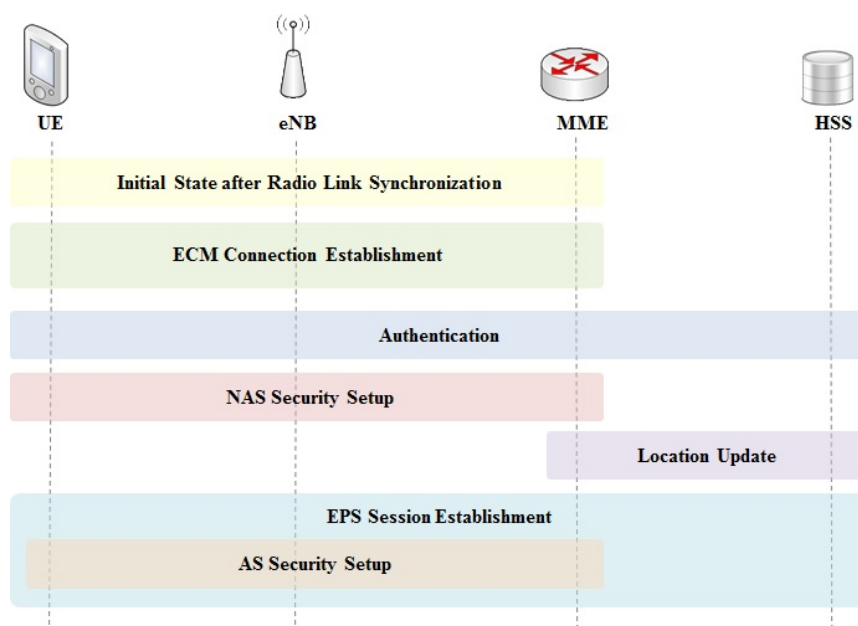 UE
eNB
MME
HSS
Initial State after Radio Link Synchronization
ECM Connection Establishment
Authentication
NAS Security Setup
Location Update
EPS Session Establishment
AS Security Setup